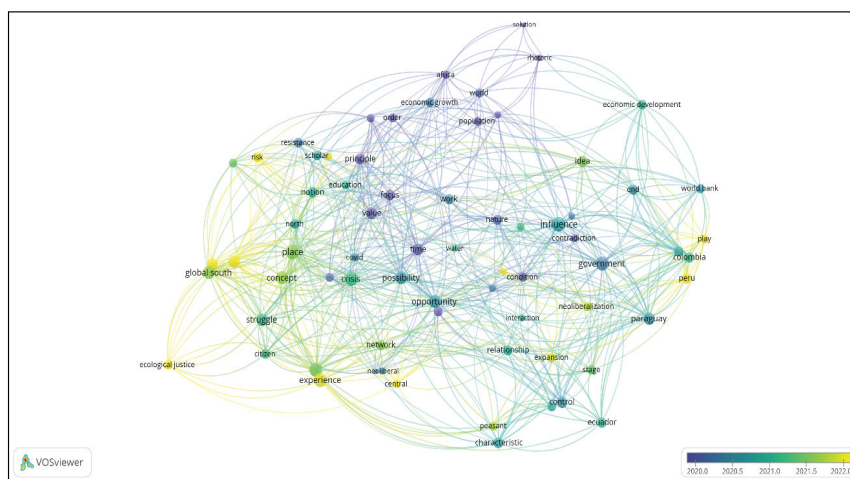 solution
rhetoric
africa
world
economic growth
economic development
order
population
resistance
risk
scholar
principle
idea
education
notion
focus
work
end
world bank
value
nature
north
influence
time
water
contradiction
play
place
covid
colombia
global south
concept
crisis
possibility
condition
government
peru
opportunity
neoliberalization
struggle
interaction
paraguay
network
relationship
citizen
expansion
ecological justice
neoliberal
stage
experience
central
control
peasant
ecuador
characteristic
VOSviewer
2020.0 2020.5 2021.0 2021.5 2022.0